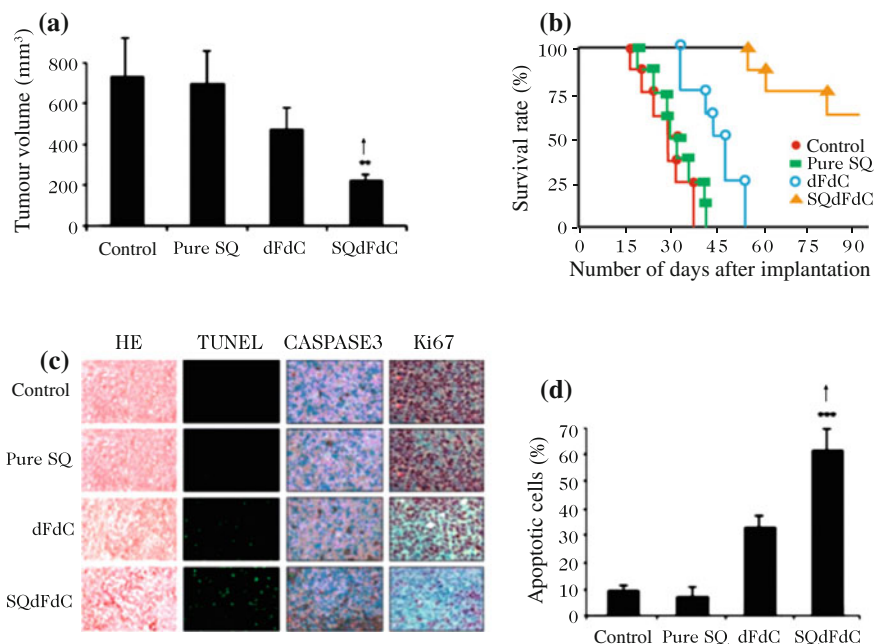 (a)
Tumour volume (mm³)
800
600
400
200
0
Control Pure SQ dFdC SQdFdC
(b)
Survival rate (%)
100
75
50
25
0
0 15 30 45 60 75 90
Number of days after implantation
Control
Pure SQ
dFdC
SQdFdC
(c)
HE TUNEL CASPASE3 Ki67
Control
Pure SQ
dFdC
SQdFdC
(d)
Apoptotic cells (%)
70
60
50
40
30
20
10
0
Control Pure SQ dFdC SQdFdC